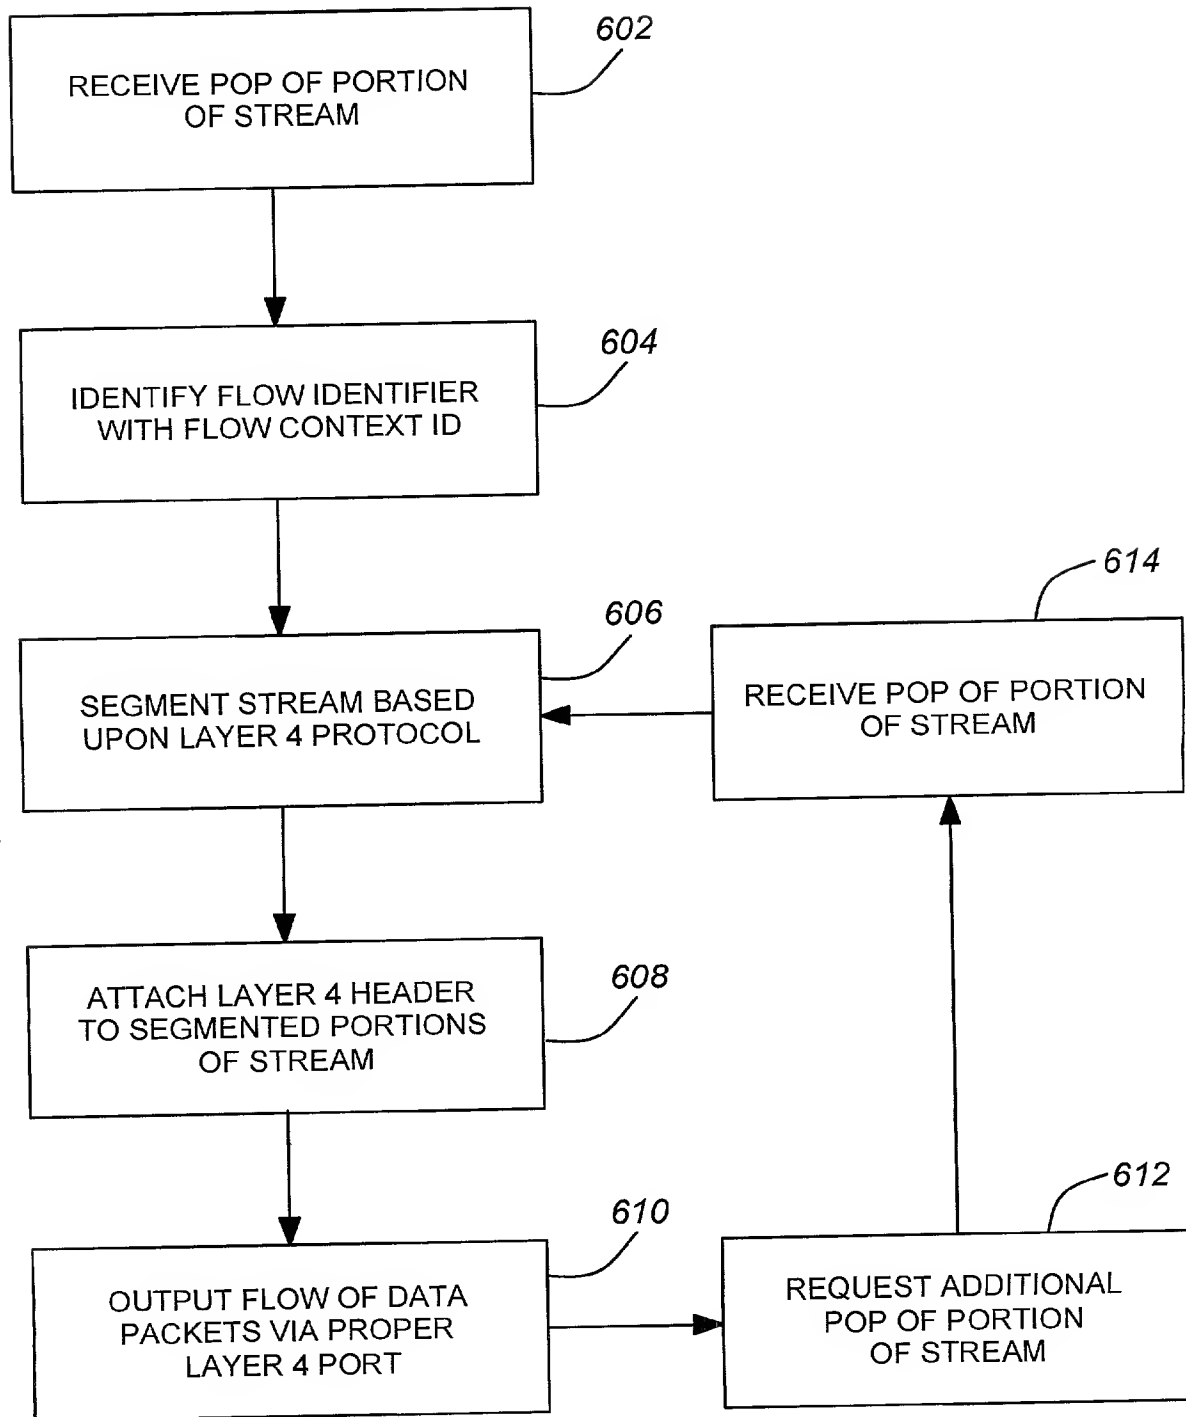 602
RECEIVE POP OF PORTION
OF STREAM
604
IDENTIFY FLOW IDENTIFIER
WITH FLOW CONTEXT ID
606
SEGMENT STREAM BASED
UPON LAYER 4 PROTOCOL
614
RECEIVE POP OF PORTION
OF STREAM
608
ATTACH LAYER 4 HEADER
TO SEGMENTED PORTIONS
OF STREAM
610
OUTPUT FLOW OF DATA
PACKETS VIA PROPER
LAYER 4 PORT
612
REQUEST ADDITIONAL
POP OF PORTION
OF STREAM